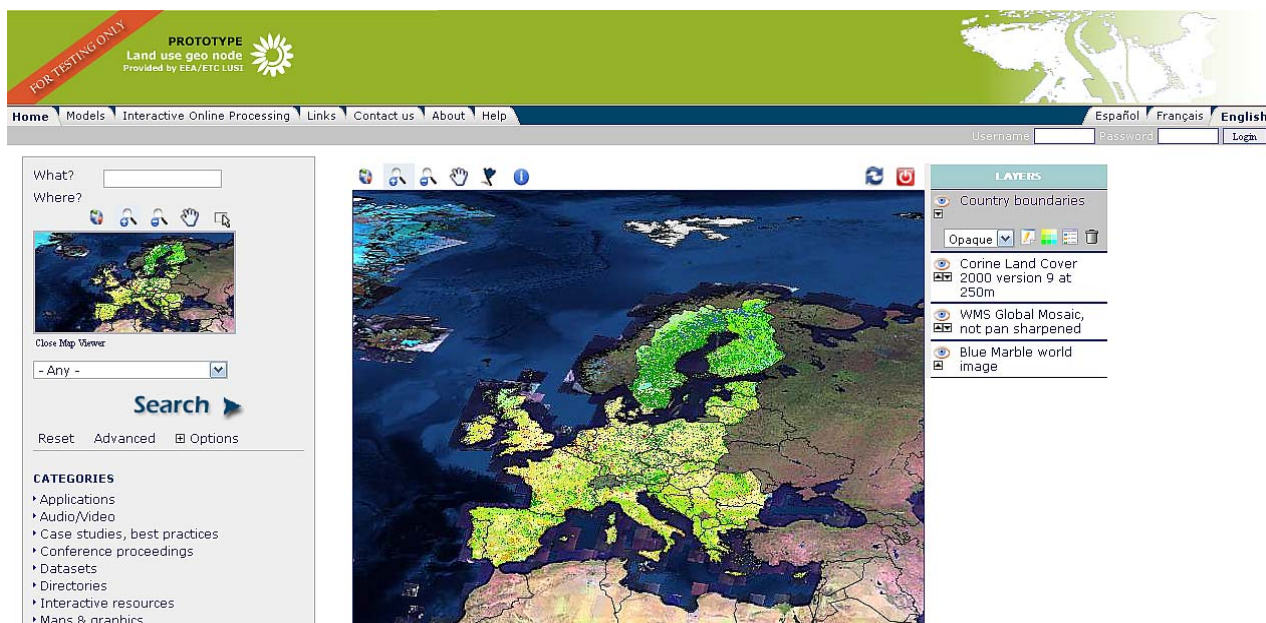 FOR TESTING ONLY
PROTOTYPE
Land use geo node
Provided by EEA/ETC LUSI
Home Models Interactive Online Processing Links Contact us About Help Español Français English
Username Password Login
What?
Where?
Close Map Viewer
- Any -
Search
Reset Advanced Options
CATEGORIES
Applications
Audio/Video
Case studies, best practices
Conference proceedings
Datasets
Directories
Interactive resources
Maps & graphics
LAYERS
Country boundaries
Opaque
Corine Land Cover
2000 version 9 at
250m
WMS Global Mosaic,
not pan sharpened
Blue Marble world
image